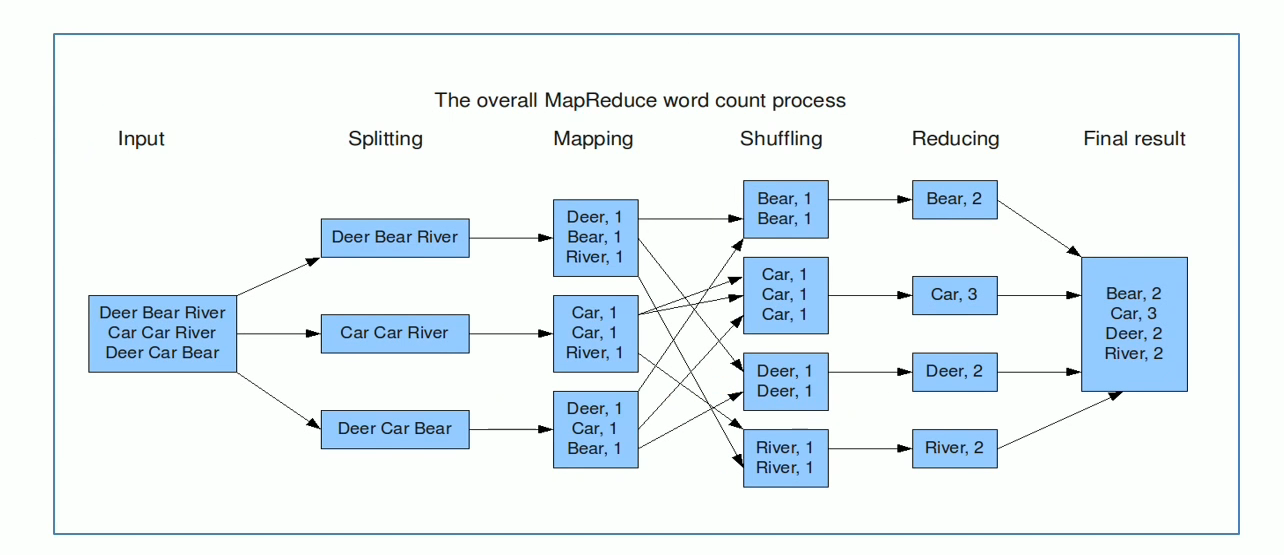 The overall MapReduce word count process
Input
Splitting
Mapping
Shuffling
Reducing
Final result
Deer Bear River
Car Car River
Deer Car Bear
Deer Bear River
Car Car River
Deer Car Bear
Deer, 1
Bear, 1
River, 1
Car, 1
Car, 1
River, 1
Deer, 1
Car, 1
Bear, 1
Bear, 1
Bear, 1
Car, 1
Car, 1
Car, 1
Deer, 1
Deer, 1
River, 1
River, 1
Bear, 2
Car, 3
Deer, 2
River, 2
Bear, 2
Car, 3
Deer, 2
River, 2